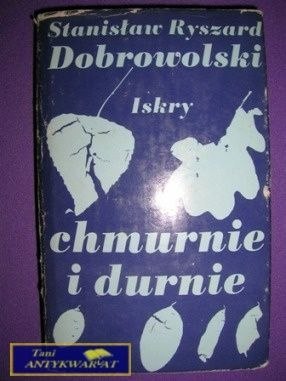 Stanisław Ryszard
Dobrowolski
Iskry
chmurnie
i durnie
Tani
ANTYKWARIAT